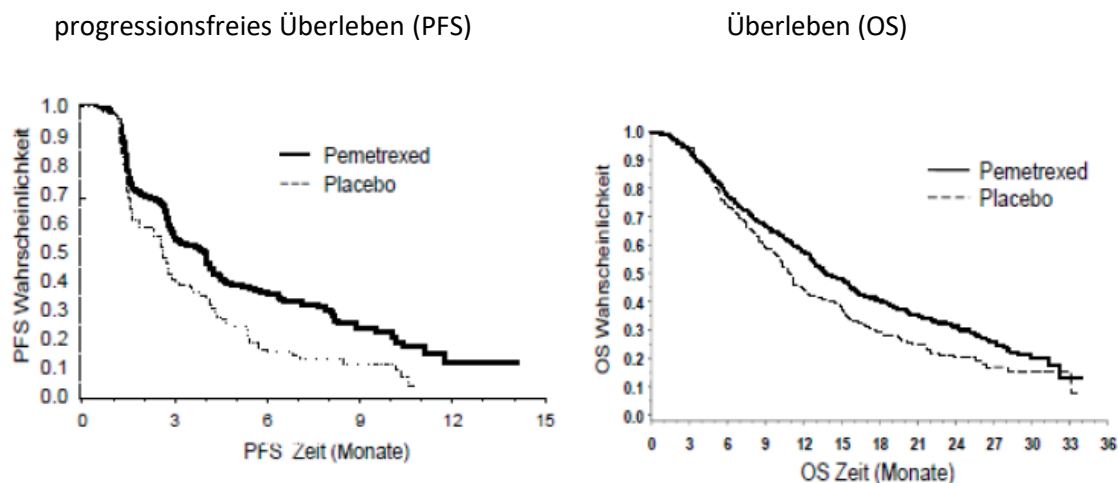 progressionsfreies Überleben (PFS)
Überleben (OS)
PFS Wahrscheinlichkeit
1.0
0.9
0.8
0.7
0.6
0.5
0.4
0.3
0.2
0.1
0.0
Pemetrexed
Placebo
0 3 6 9 12 15
PFS Zeit (Monate)
OS Wahrscheinlichkeit
1.0
0.9
0.8
0.7
0.6
0.5
0.4
0.3
0.2
0.1
0.0
Pemetrexed
Placebo
0 3 6 9 12 15 18 21 24 27 30 33 36
OS Zeit (Monate)